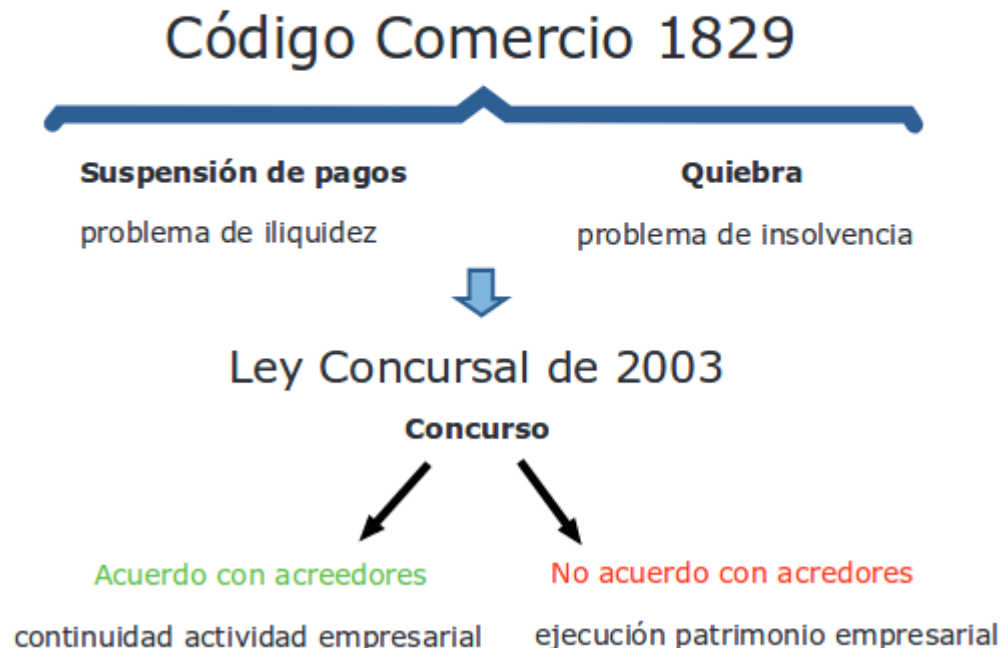 Código Comercio 1829
Suspensión de pagos
Quiebra
problema de iliquidez
problema de insolvencia
Ley Concursal de 2003
Concurso
Acuerdo con acreedores
No acuerdo con acredores
continuidad actividad empresarial
ejecución patrimonio empresarial